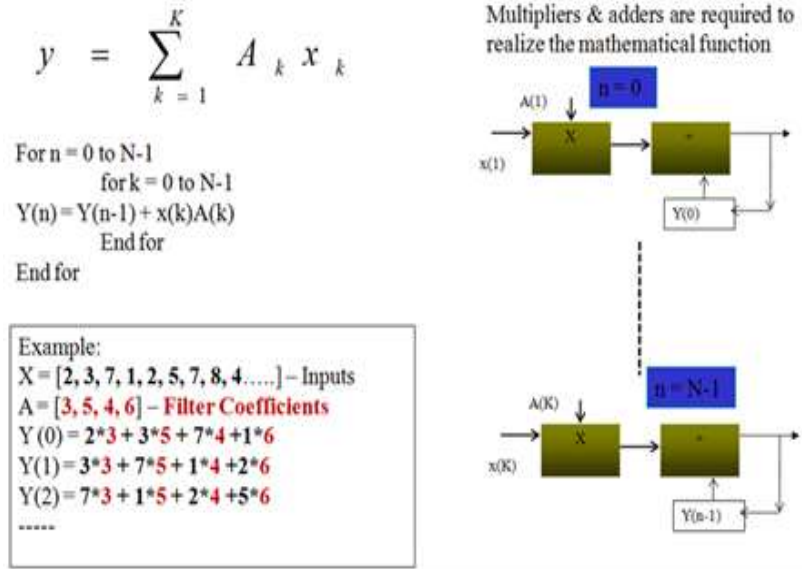 y = K
∑
k = 1 A k x k
For n = 0 to N-1
for k = 0 to N-1
Y(n) = Y(n-1) + x(k)A(k)
End for
End for
Example:
X = [2, 3, 7, 1, 2, 5, 7, 8, 4…..] – Inputs
A = [3, 5, 4, 6] – Filter Coefficients
Y (0) = 2*3 + 3*5 + 7*4 +1*6
Y(1) = 3*3 + 7*5 + 1*4 +2*6
Y(2) = 7*3 + 1*5 + 2*4 +5*6
-----
Multipliers & adders are required to
realize the mathematical function
n = 0
A(1)
X
+
x(1)
Y(0)
n = N-1
A(K)
X
+
x(K)
Y(n-1)